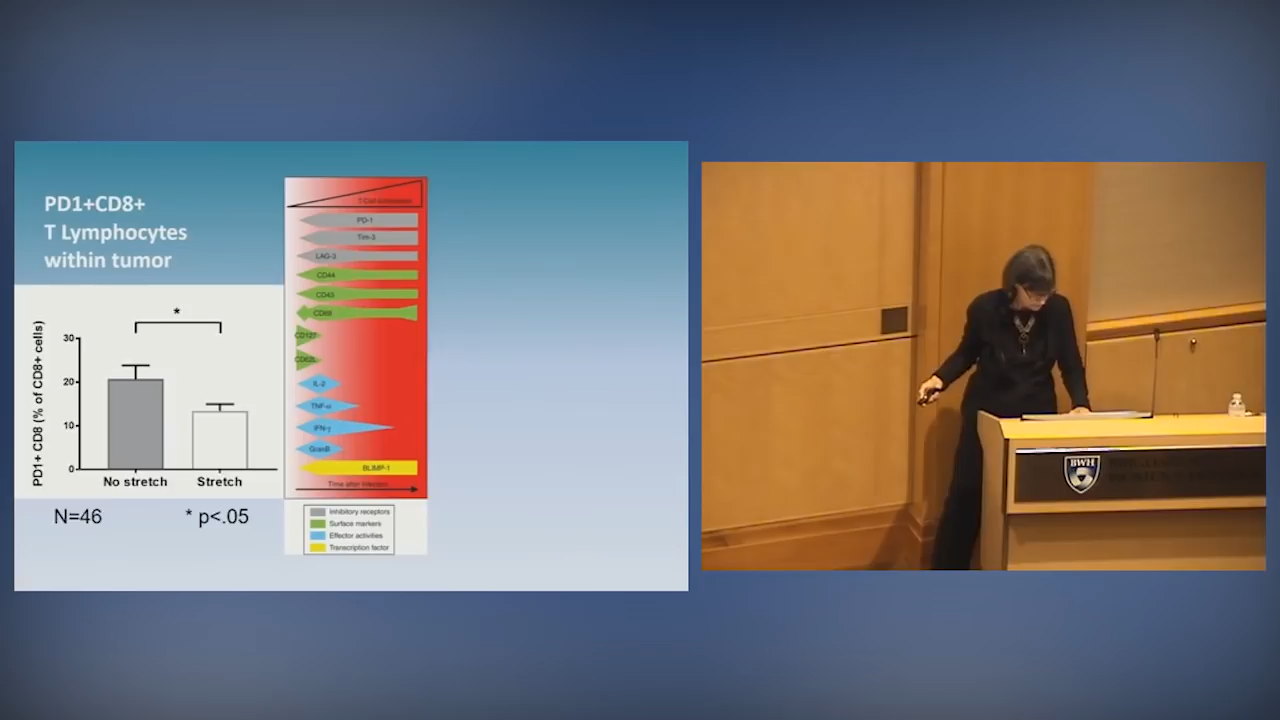 PD1+CD8+
T Lymphocytes
within tumor
PD1+ CD8 (% of CD8+ cells)
30
20
10
0
*
No stretch
Stretch
N=46
* p<.05
PD-1
Tim-3
LAG-3
CD44
CD43
CD69
CD127
CD62L
IL-2
TNF-α
IFN-γ
GranB
BLIMP-1
Time after infection
Inhibitory receptors
Surface markers
Effector activities
Transcription factor
BWH